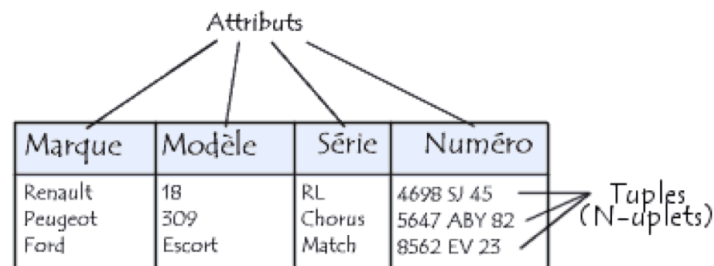 Attributs
Marque Modèle Série Numéro
Renault 18 RL 4698 SJ 45
Peugeot 309 Chorus 5647 ABY 82
Ford Escort Match 8562 EV 23
Tuples
(N-uplets)